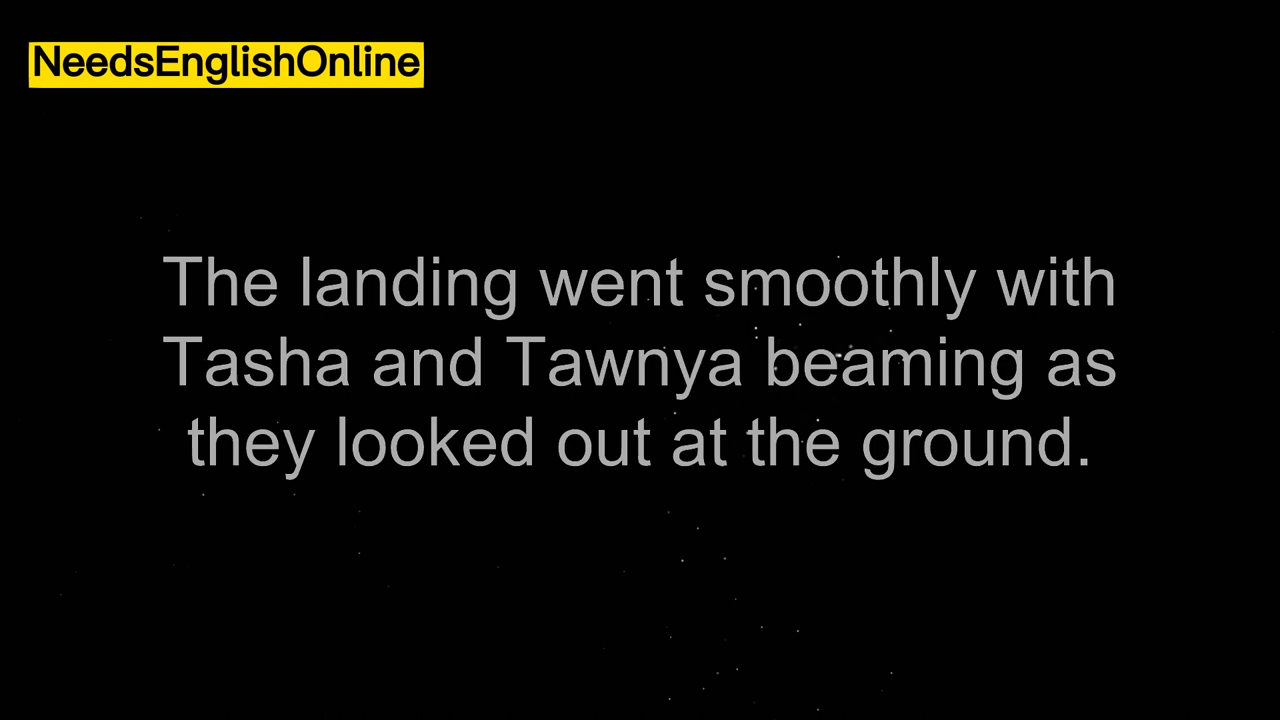 NeedsEnglishOnline
The landing went smoothly with
Tasha and Tawnya beaming as
they looked out at the ground.